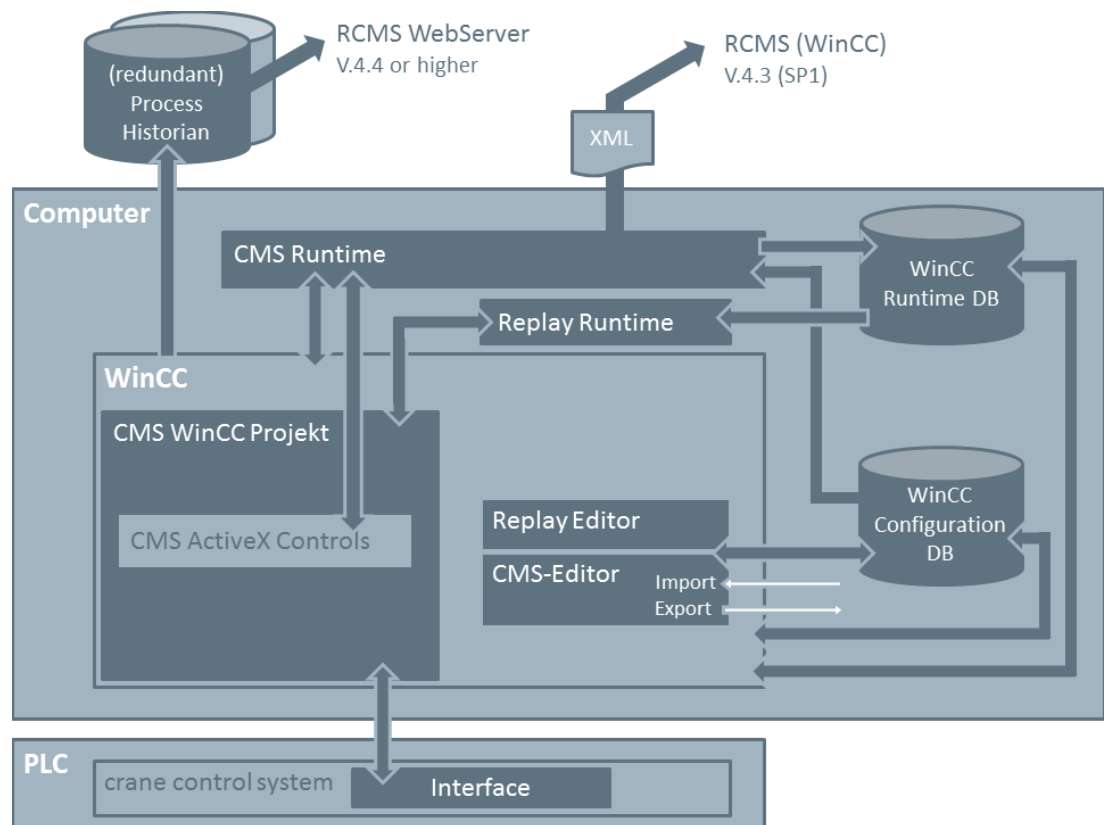 RCMS WebServer
V.4.4 or higher
RCMS (WinCC)
V.4.3 (SP1)
(redundant)
Process
Historian
XML
Computer
CMS Runtime
WinCC
Runtime DB
Replay Runtime
WinCC
CMS WinCC Projekt
CMS ActiveX Controls
Replay Editor
CMS-Editor
Import
Export
WinCC
Configuration
DB
PLC
crane control system
Interface